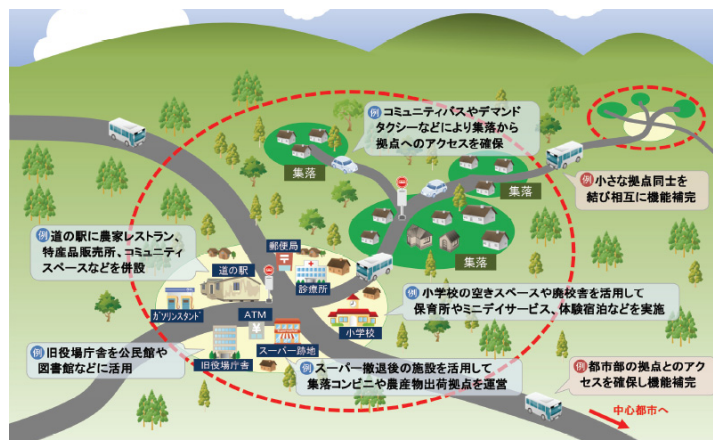 例 コミュニティバスやデマンド
タクシーなどにより集落から
拠点へのアクセスを確保
集落
集落
例 小さな拠点同士を
結び相互に機能補完
例 道の駅に農家レストラン、
特産品販売所、コミュニティ
スペースなどを併設
郵便局
集落
道の駅
診療所
ガソリンスタンド
ATM
小学校
例 小学校の空きスペースや廃校舎を活用して
保育所やミニデイサービス、体験宿泊などを実施
旧役場庁舎
スーパー跡地
例 旧役場庁舎を公民館や
図書館などに活用
例 スーパー撤退後の施設を活用して
集落コンビニや農産物出荷拠点を運営
例 都市部の拠点とのアク
セスを確保し機能補完
中心都市へ